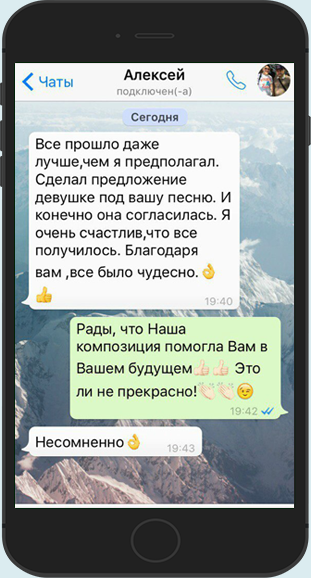 Чаты
Алексей
подключен(-а)
Сегодня
Все прошло даже
лучше,чем я предполагал.
Сделал предложение
девушке под вашу песню. И
конечно она согласилась. Я
очень счастлив,что все
получилось. Благодаря
вам ,все было чудесно.👌
👍
19:40
Рады, что Наша
композиция помогла Вам в
Вашем будущем👍🏻👍🏻 Это
ли не прекрасно!👏🏻👏🏻😉
19:42
Несомненно👌
19:43